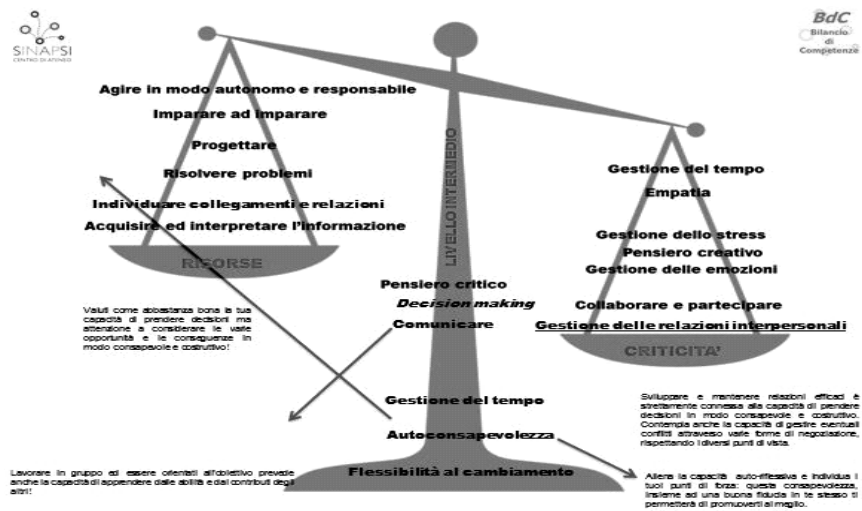 SINAPSI
CENTRO DI ATENEO
BdC
Bilancio
di
Competenze
Agire in modo autonomo e responsabile
Imparare ad imparare
Progettare
Risolvere problemi
Individuare collegamenti e relazioni
Acquisire ed interpretare l'informazione
RISORSE
LIVELLO INTERMEDIO
Gestione del tempo
Empatia
Gestione dello stress
Pensiero creativo
Gestione delle emozioni
Collaborare e partecipare
Gestione delle relazioni interpersonali
CRITICITA'
Pensiero critico
Decision making
Comunicare
Gestione del tempo
Autoconsapevolezza
Flessibilità al cambiamento
Valuti come abbastanza bona la tua
capacità di prendere decisioni ma
attenzione a considerare le varie
opportunità e le conseguenze in
modo consapevole e costruttivo!
Lavorare in gruppo ed essere orientati all'obiettivo prevede
anche la capacità di apprendere dalle abilità e dai contributi degli
altri!
Sviluppare e mantenere relazioni efficaci è
strettamente connessa alla capacità di prendere
decisioni in modo consapevole e costruttivo.
Contempla anche la capacità di gestire eventuali
conflitti attraverso varie forme di negoziazione,
rispettando i diversi punti di vista.
Allena la capacità auto-riflessiva e individua i
tuoi punti di forza: questa consapevolezza,
insieme ad una buona fiducia in te stesso ti
permetterà di promuoverti al meglio.